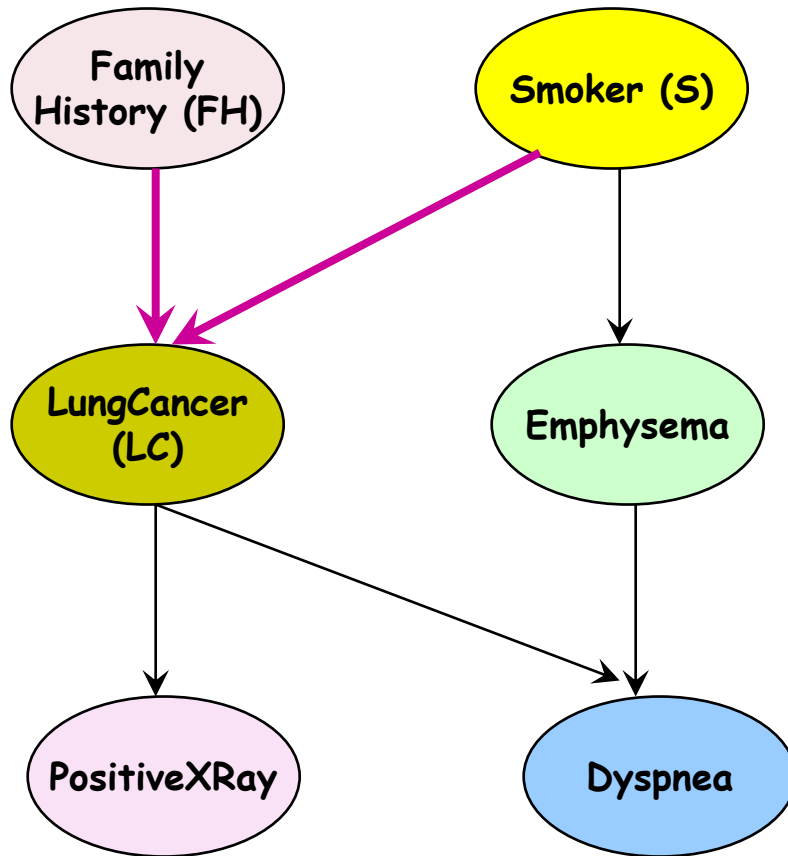 Family
History (FH)
Smoker (S)
LungCancer
(LC)
Emphysema
PositiveXRay
Dyspnea